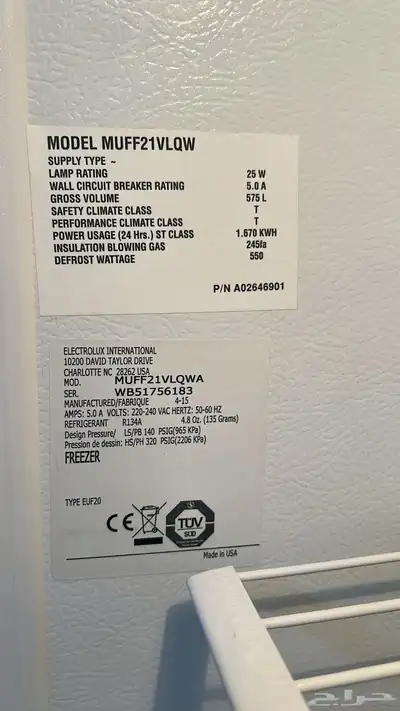 MODEL MUFF21VLQW
SUPPLY TYPE ~
LAMP RATING 25 W
WALL CIRCUIT BREAKER RATING 5.0 A
GROSS VOLUME 575 L
SAFETY CLIMATE CLASS T
PERFORMANCE CLIMATE CLASS T
POWER USAGE (24 Hrs.) ST CLASS 1.670 KWH
INSULATION BLOWING GAS 245fa
DEFROST WATTAGE 550
P/N A02646901
ELECTROLUX INTERNATIONAL
10200 DAVID TAYLOR DRIVE
CHARLOTTE NC 28262 USA
MOD. MUFF21VLQWA
SER. WB51756183
MANUFACTURED/FABRIQUE 4-15
AMPS: 5.0 A VOLTS: 220-240 VAC HERTZ: 50-60 HZ
REFRIGERANT R134A 4.8 Oz. (135 Grams)
Design Pressure/ LS/PB 140 PSIG(965 KPa)
Pression de dessin: HS/PH 320 PSIG(2206 KPa)
FREEZER
TYPE EUF20
CE
TÜV
SÜD
Made in USA
حراج